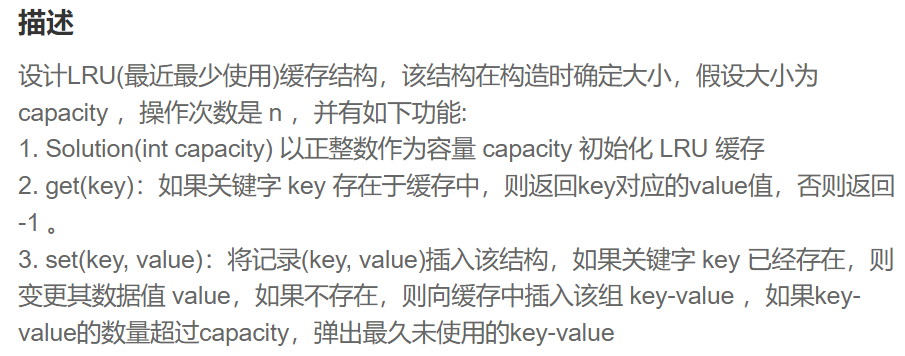 描述
设计LRU(最近最少使用)缓存结构，该结构在构造时确定大小，假设大小为
capacity ，操作次数是 n ，并有如下功能:
1. Solution(int capacity) 以正整数作为容量 capacity 初始化 LRU 缓存
2. get(key)：如果关键字 key 存在于缓存中，则返回key对应的value值，否则返回
-1 。
3. set(key, value)：将记录(key, value)插入该结构，如果关键字 key 已经存在，则
变更其数据值 value，如果不存在，则向缓存中插入该组 key-value ，如果key-
value的数量超过capacity，弹出最久未使用的key-value